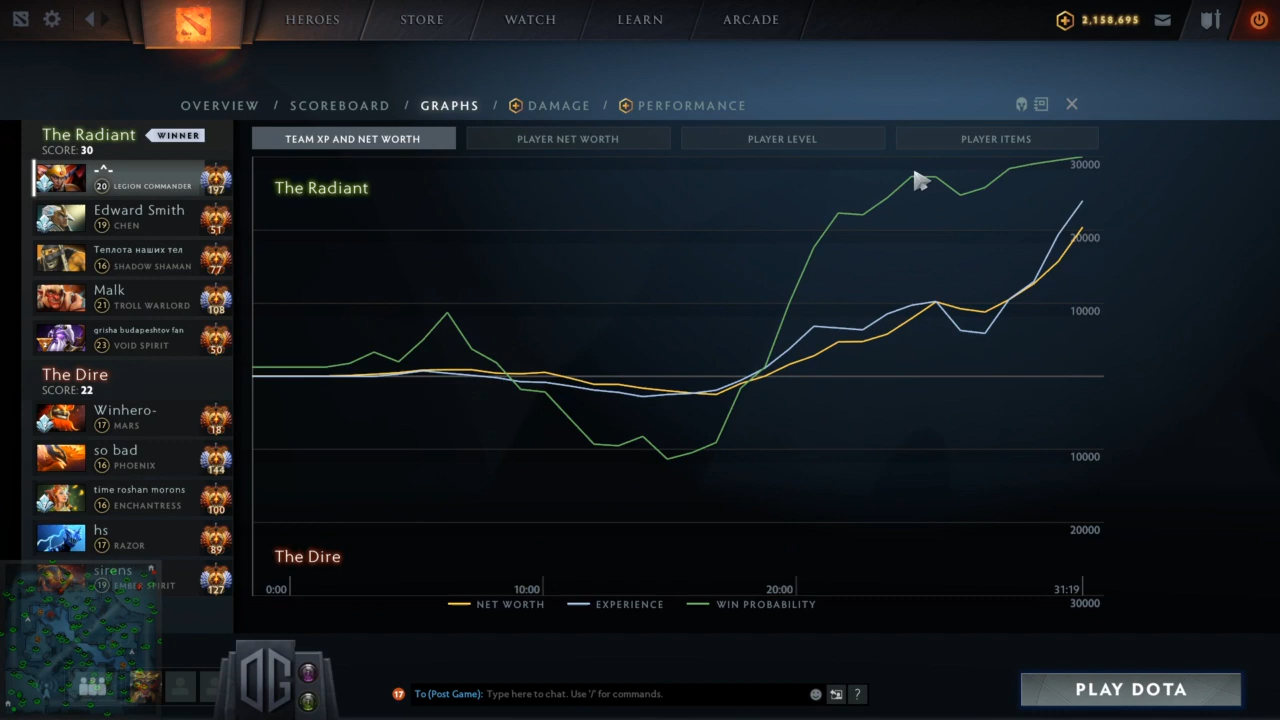 HEROES
STORE
WATCH
LEARN
ARCADE
2,158,695
OVERVIEW / SCOREBOARD / GRAPHS / DAMAGE / PERFORMANCE
The Radiant WINNER
SCORE: 30
TEAM XP AND NET WORTH
PLAYER NET WORTH
PLAYER LEVEL
PLAYER ITEMS
-^-
20 LEGION COMMANDER
197
Edward Smith
19 CHEN
51
Теплота наших тел
16 SHADOW SHAMAN
77
Malk
21 TROLL WARLORD
108
grisha budapeshtov fan
23 VOID SPIRIT
50
The Dire
SCORE: 22
Winhero-
17 MARS
18
so bad
16 PHOENIX
144
time roshan morons
16 ENCHANTRESS
100
hs
17 RAZOR
89
sirens
19 EMBER SPIRIT
127
The Radiant
30000
20000
10000
10000
20000
30000
The Dire
0:00
10:00
20:00
31:19
NET WORTH
EXPERIENCE
WIN PROBABILITY
OG
17
To (Post Game): Type here to chat. Use '/' for commands.
?
PLAY DOTA